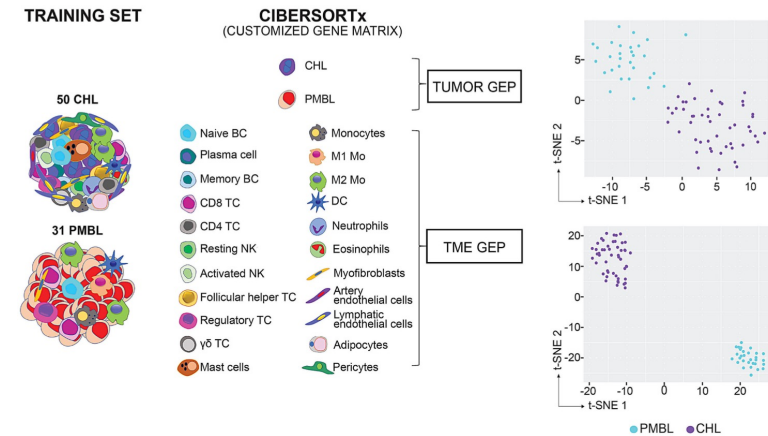 TRAINING SET
CIBERSORTx
(CUSTOMIZED GENE MATRIX)
50 CHL
31 PMBL
CHL
PMBL
TUMOR GEP
Naive BC
Plasma cell
Memory BC
CD8 TC
CD4 TC
Resting NK
Activated NK
Follicular helper TC
Regulatory TC
γδ TC
Mast cells
Monocytes
M1 Mo
M2 Mo
DC
Neutrophils
Eosinophils
Myofibroblasts
Artery
endothelial cells
Lymphatic
endothelial cells
Adipocytes
Pericytes
TME GEP
t-SNE 2
5
0
-5
-10 -5 0 5 10
t-SNE 1
t-SNE 2
20
10
0
-10
-20
-20 -10 0 10 20
t-SNE 1
PMBL CHL